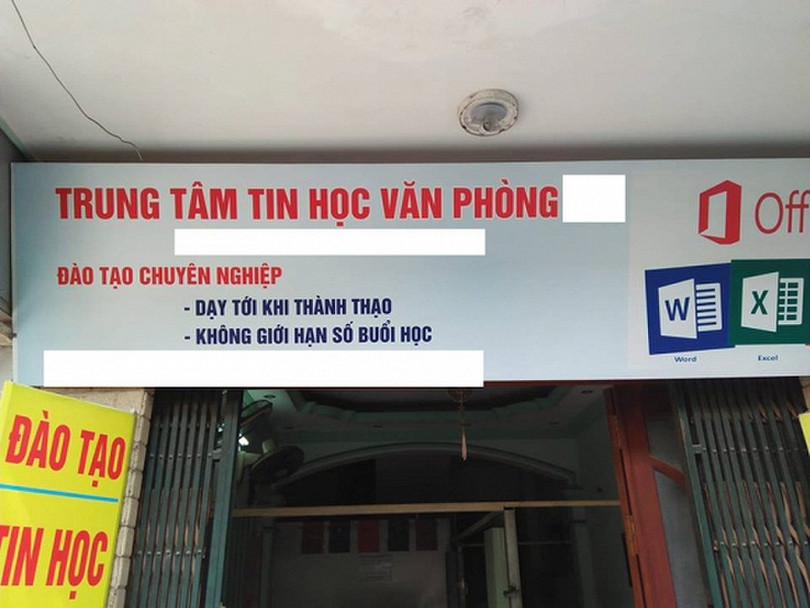 TRUNG TÂM TIN HỌC VĂN PHÒNG
ĐÀO TẠO CHUYÊN NGHIỆP
- DẠY TỚI KHI THÀNH THẠO
- KHÔNG GIỚI HẠN SỐ BUỔI HỌC
Off
W
X
Word
Excel
ĐÀO TẠO
TIN HỌC